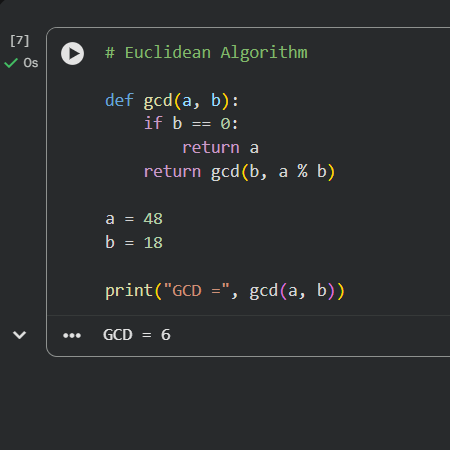 [7]
0s
# Euclidean Algorithm
def gcd(a, b):
    if b == 0:
        return a
    return gcd(b, a % b)
a = 48
b = 18
print("GCD =", gcd(a, b))
GCD = 6